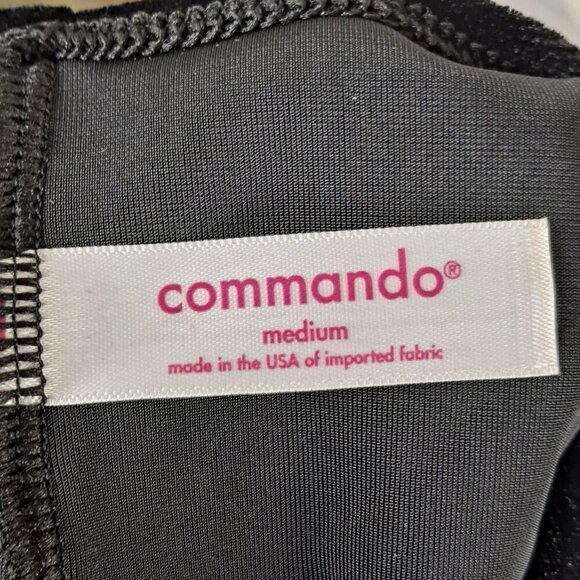 commando®
medium
made in the USA of imported fabric